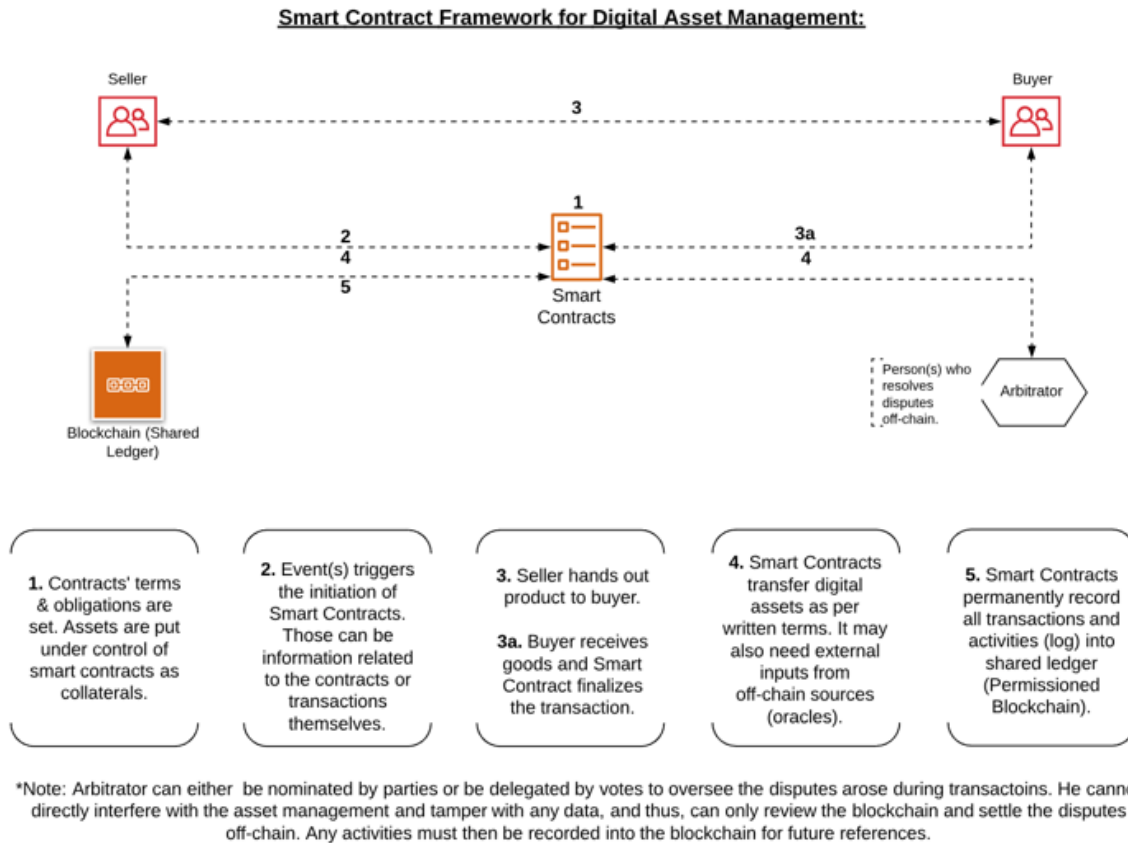 Smart Contract Framework for Digital Asset Management:
Seller
Buyer
3
1
2
3a
4
4
5
Smart
Contracts
Person(s) who
resolves
disputes
off-chain.
Arbitrator
Blockchain (Shared
Ledger)
1. Contracts' terms
& obligations are
set. Assets are put
under control of
smart contracts as
collaterals.
2. Event(s) triggers
the initiation of
Smart Contracts.
Those can be
information related
to the contracts or
transactions
themselves.
3. Seller hands out
product to buyer.
3a. Buyer receives
goods and Smart
Contract finalizes
the transaction.
4. Smart Contracts
transfer digital
assets as per
written terms. It may
also need external
inputs from
off-chain sources
(oracles).
5. Smart Contracts
permanently record
all transactions and
activities (log) into
shared ledger
(Permissioned
Blockchain).
*Note: Arbitrator can either be nominated by parties or be delegated by votes to oversee the disputes arose during transactoins. He
directly interfere with the asset management and tamper with any data, and thus, can only review the blockchain and settle the disputes
off-chain. Any activities must then be recorded into the blockchain for future references.